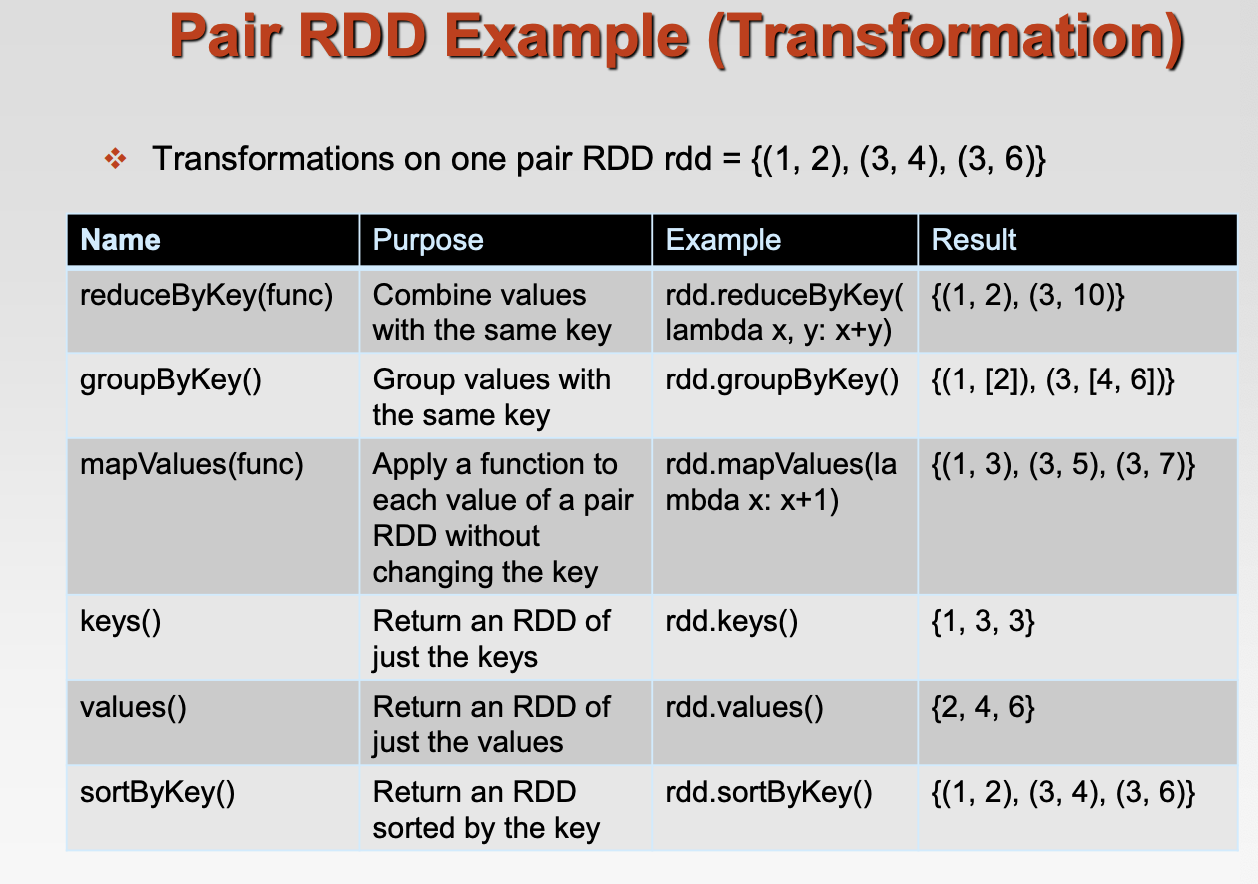 Pair RDD Example (Transformation)
Transformations on one pair RDD rdd = {(1, 2), (3, 4), (3, 6)}
Name Purpose Example Result
reduceByKey(func) Combine values rdd.reduceByKey( {(1, 2), (3, 10)}
with the same key lambda x, y: x+y)
groupByKey() Group values with rdd.groupByKey() {(1, [2]), (3, [4, 6])}
the same key
mapValues(func) Apply a function to rdd.mapValues(la {(1, 3), (3, 5), (3, 7)}
each value of a pair mbda x: x+1)
RDD without
changing the key
keys() Return an RDD of rdd.keys() {1, 3, 3}
just the keys
values() Return an RDD of rdd.values() {2, 4, 6}
just the values
sortByKey() Return an RDD rdd.sortByKey() {(1, 2), (3, 4), (3, 6)}
sorted by the key